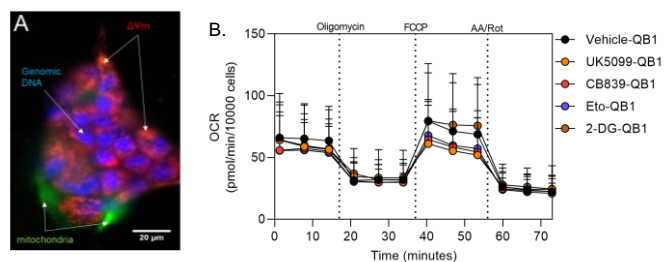 A
ΔΨm
Genomic
DNA
mitochondria
20 μm
B.
Oligomycin
FCCP
AA/Rot
150
100
50
0
OCR
(pmol/min/10000 cells)
0
10
20
30
40
50
60
70
Time (minutes)
Vehicle-QB1
UK5099-QB1
CB839-QB1
Eto-QB1
2-DG-QB1